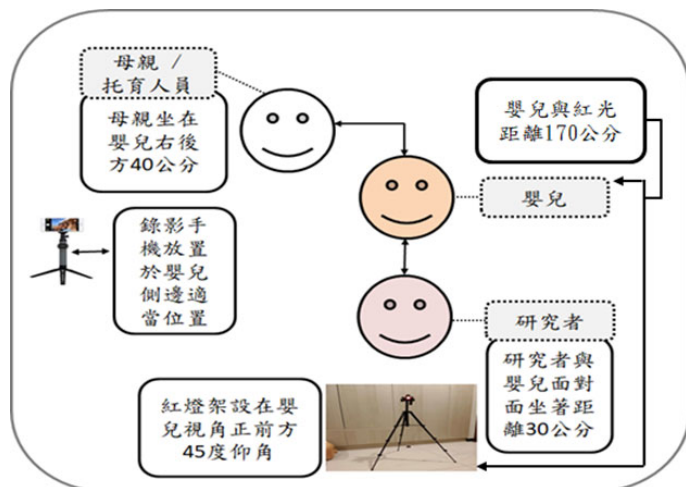 母親 /
托育人員
母親坐在
嬰兒右後
方40公分
嬰兒與紅光
距離170公分
嬰兒
錄影手
機放置
於嬰兒
側邊適
當位置
研究者
研究者與
嬰兒面對
面坐著距
離30公分
紅燈架設在嬰
兒視角正前方
45度仰角